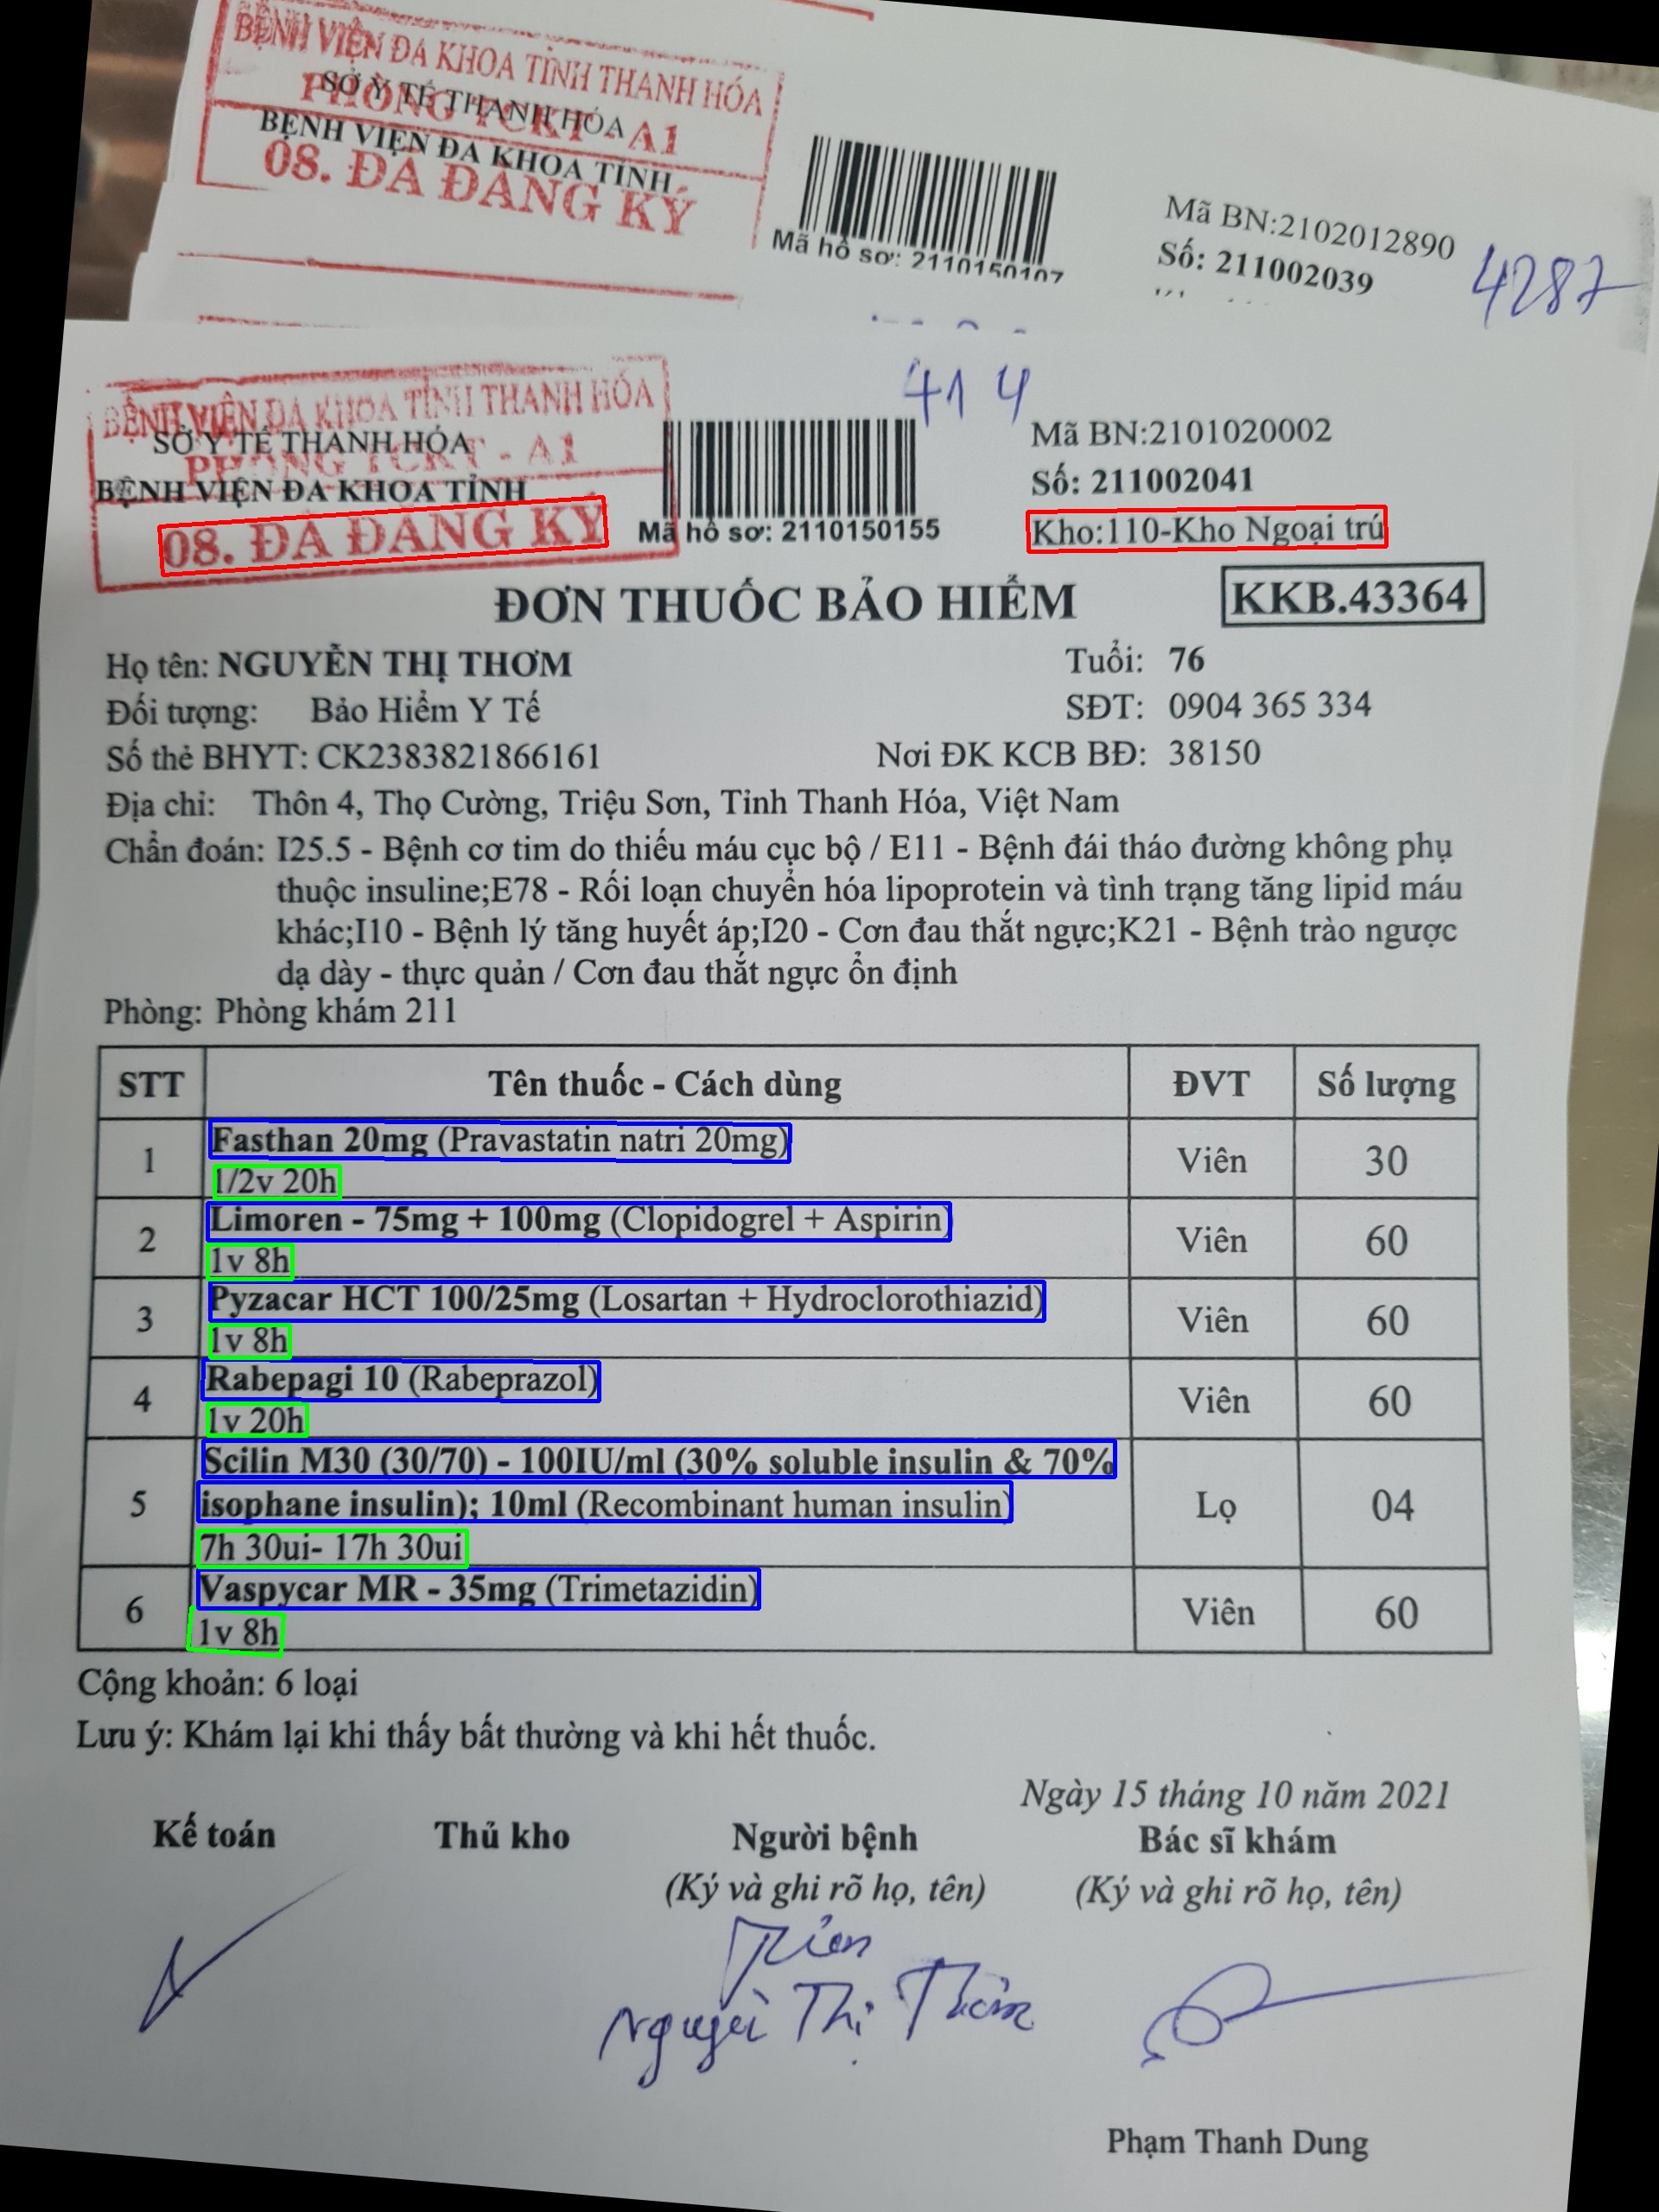 BỆNH VIỆN ĐA KHOA TỈNH THANH HÓA
SỞ Y TẾ THANH HÓA
PHÒNG TCKT A1
BỆNH VIỆN ĐA KHOA TỈNH
08. ĐÃ ĐĂNG KÝ
Mã hồ sơ: 2110150107
Mã BN:2102012890
Số: 211002039
4287
414
BỆNH VIỆN ĐA KHOA TỈNH THANH HÓA
SỞ Y TẾ THANH HÓA
PHÒNG TCKT - A1
BỆNH VIỆN ĐA KHOA TỈNH
08. ĐÃ ĐĂNG KÝ
Mã hồ sơ: 2110150155
Mã BN:2101020002
Số: 211002041
Kho:110-Kho Ngoại trú
ĐƠN THUỐC BẢO HIỂM
KKB.43364
Họ tên: NGUYỄN THỊ THƠM Tuổi: 76
Đối tượng: Bảo Hiểm Y Tế SĐT: 0904 365 334
Số thẻ BHYT: CK2383821866161 Nơi ĐK KCB BĐ: 38150
Địa chỉ: Thôn 4, Thọ Cường, Triệu Sơn, Tỉnh Thanh Hóa, Việt Nam
Chẩn đoán: I25.5 - Bệnh cơ tim do thiếu máu cục bộ / E11 - Bệnh đái tháo đường không phụ
thuộc insuline;E78 - Rối loạn chuyển hóa lipoprotein và tình trạng tăng lipid máu
khác;I10 - Bệnh lý tăng huyết áp;I20 - Cơn đau thắt ngực;K21 - Bệnh trào ngược
dạ dày - thực quản / Cơn đau thắt ngực ổn định
Phòng: Phòng khám 211
STT Tên thuốc - Cách dùng ĐVT Số lượng
1 Fasthan 20mg (Pravastatin natri 20mg) Viên 30
1/2v 20h
2 Limoren - 75mg + 100mg (Clopidogrel + Aspirin) Viên 60
1v 8h
3 Pyzacar HCT 100/25mg (Losartan + Hydroclorothiazid) Viên 60
1v 8h
4 Rabepagi 10 (Rabeprazol) Viên 60
1v 20h
5 Scilin M30 (30/70) - 100IU/ml (30% soluble insulin & 70%
isophane insulin); 10ml (Recombinant human insulin) Lọ 04
7h 30ui- 17h 30ui
6 Vaspycar MR - 35mg (Trimetazidin) Viên 60
1v 8h
Cộng khoản: 6 loại
Lưu ý: Khám lại khi thấy bất thường và khi hết thuốc.
Ngày 15 tháng 10 năm 2021
Kế toán Thủ kho Người bệnh Bác sĩ khám
(Ký và ghi rõ họ, tên) (Ký và ghi rõ họ, tên)
Thị
Phạm Thanh Dung